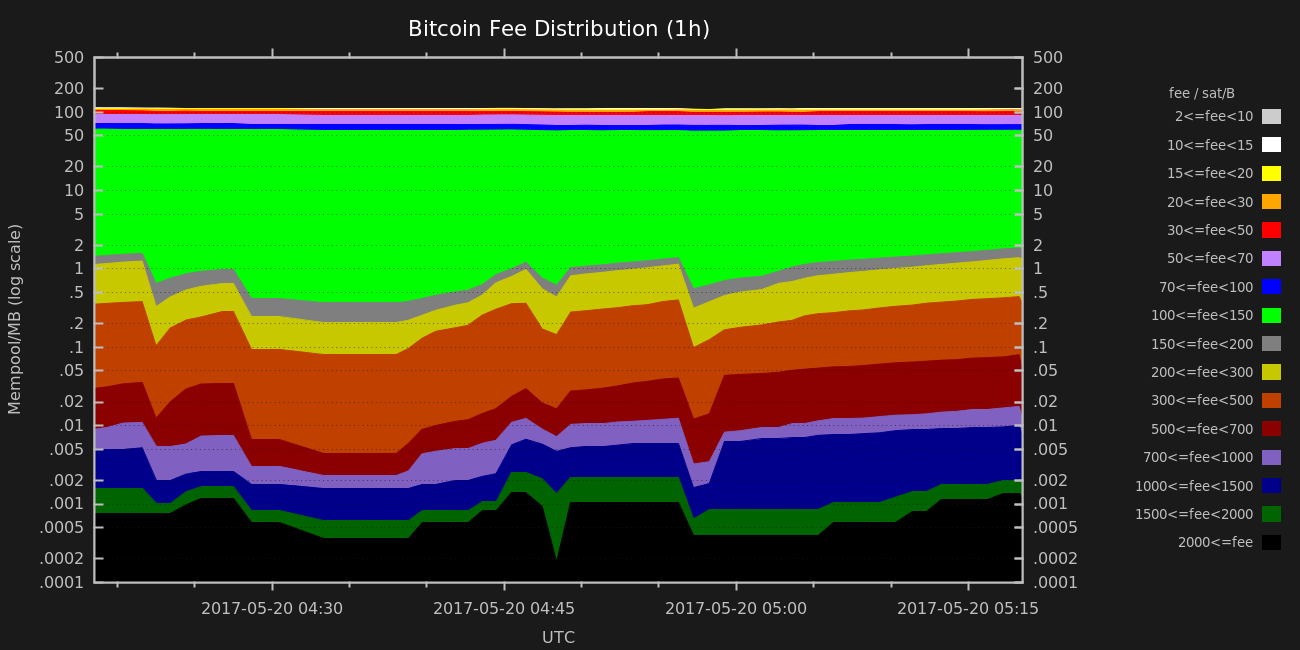 Bitcoin Fee Distribution (1h)
500 500
200 200
100 100
50 50
20 20
10 10
5 5
2 2
1 1
.5 .5
.2 .2
.1 .1
.05 .05
.02 .02
.01 .01
.005 .005
.002 .002
.001 .001
.0005 .0005
.0002 .0002
.0001 .0001
Mempool/MB (log scale)
2017-05-20 04:30 2017-05-20 04:45 2017-05-20 05:00 2017-05-20 05:15
UTC
fee / sat/B
2<=fee<10
10<=fee<15
15<=fee<20
20<=fee<30
30<=fee<50
50<=fee<70
70<=fee<100
100<=fee<150
150<=fee<200
200<=fee<300
300<=fee<500
500<=fee<700
700<=fee<1000
1000<=fee<1500
1500<=fee<2000
2000<=fee